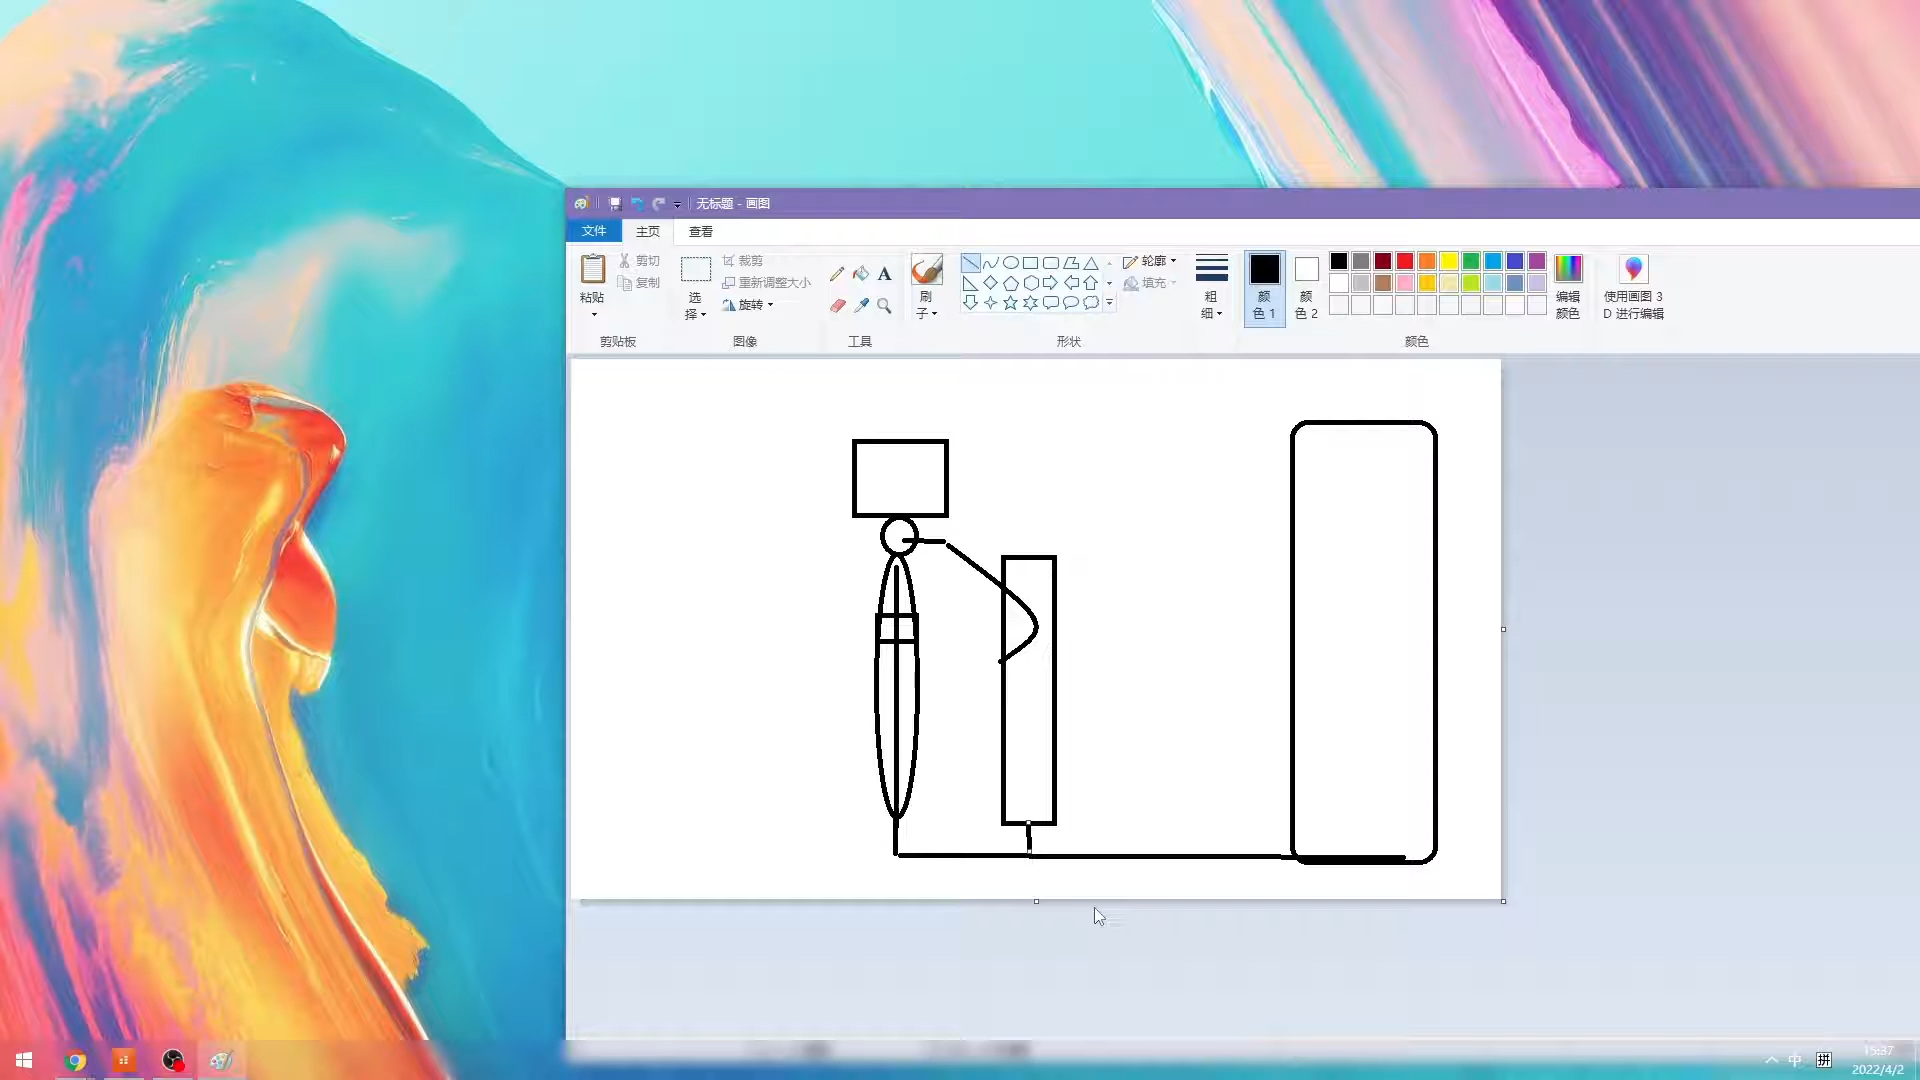 无标题 - 画图
文件 主页 查看
粘贴
剪切
复制
剪贴板
选
择
裁剪
重新调整大小
旋转
图像
A
工具
刷
子
轮廓
填充
形状
粗
细
颜
色 1
颜
色 2
编辑
颜色
颜色
使用画图 3
D 进行编辑
中 拼
15:37
2022/4/2